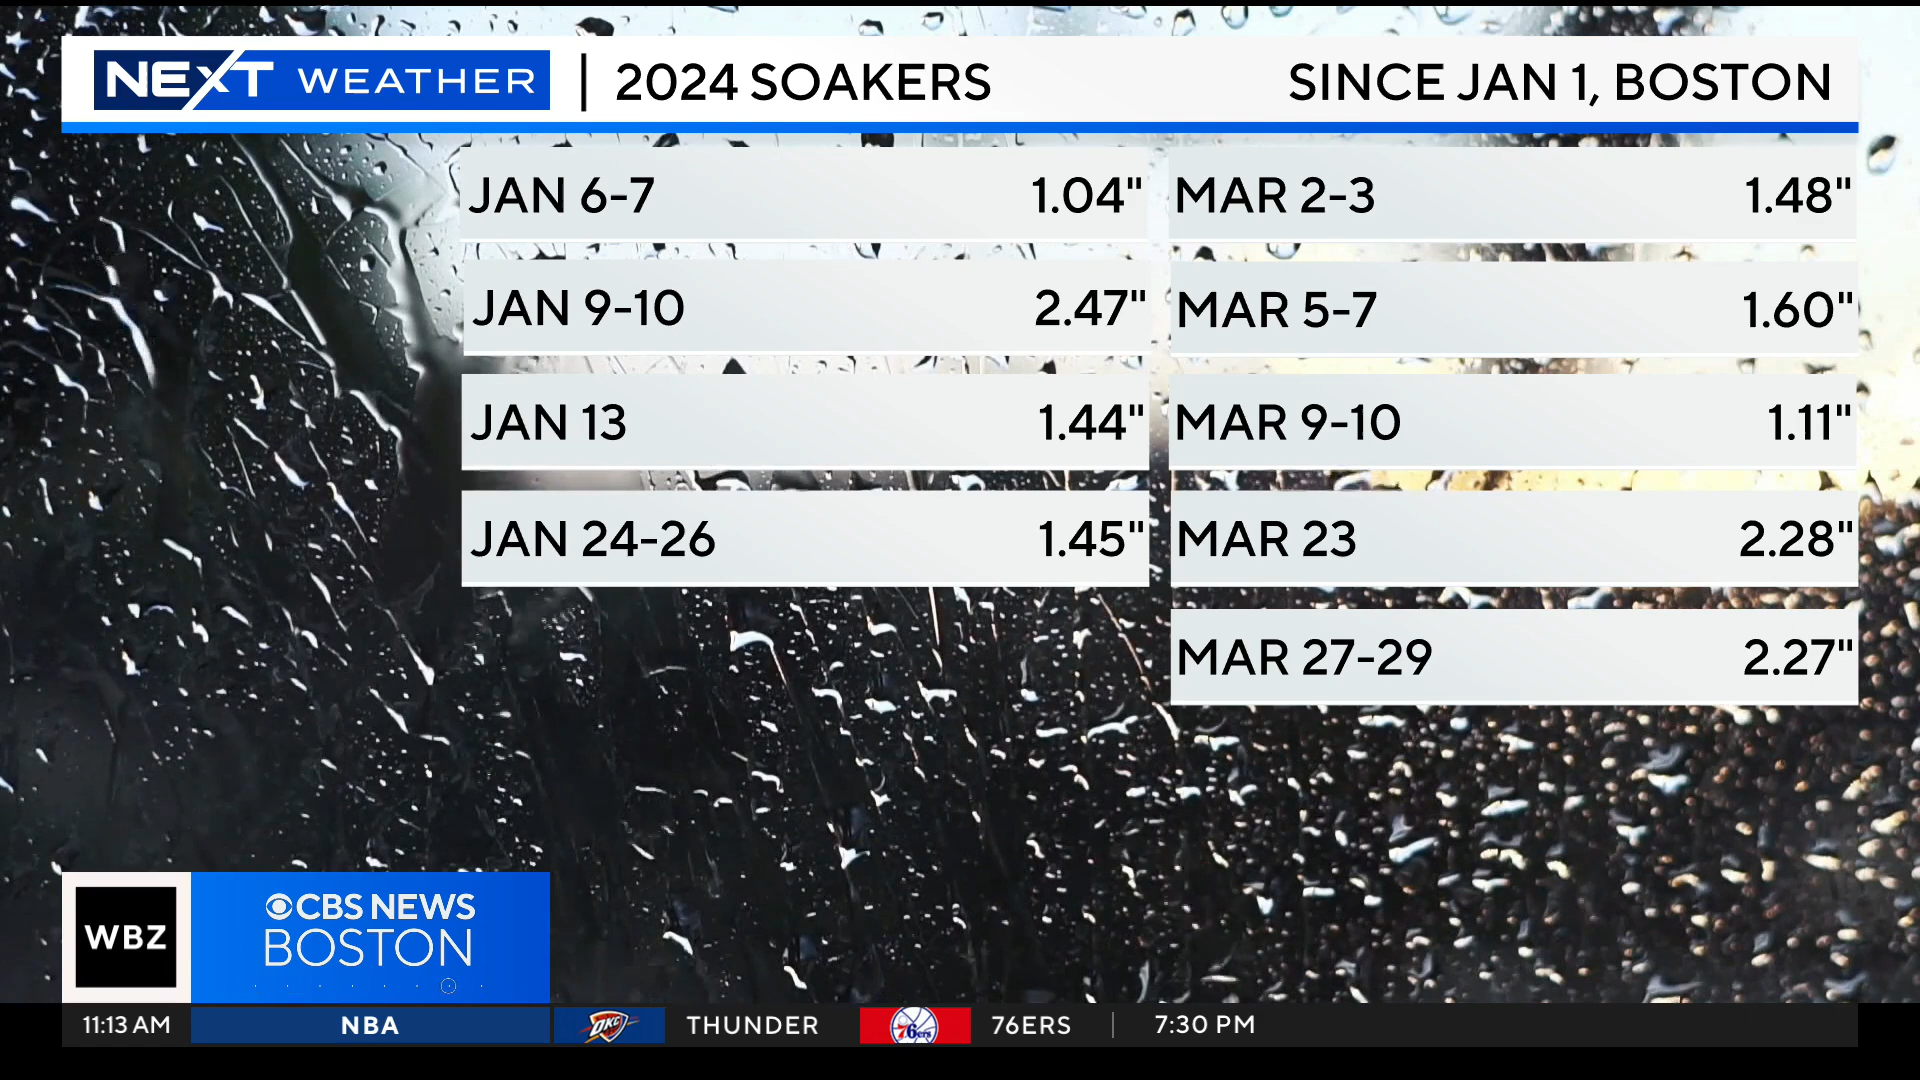 NEXT WEATHER | 2024 SOAKERS SINCE JAN 1, BOSTON
JAN 6-7 1.04"
JAN 9-10 2.47"
JAN 13 1.44"
JAN 24-26 1.45"
MAR 2-3 1.48"
MAR 5-7 1.60"
MAR 9-10 1.11"
MAR 23 2.28"
MAR 27-29 2.27"
WBZ
CBS NEWS
BOSTON
11:13 AM NBA OKC THUNDER 76ers 76ERS | 7:30 PM